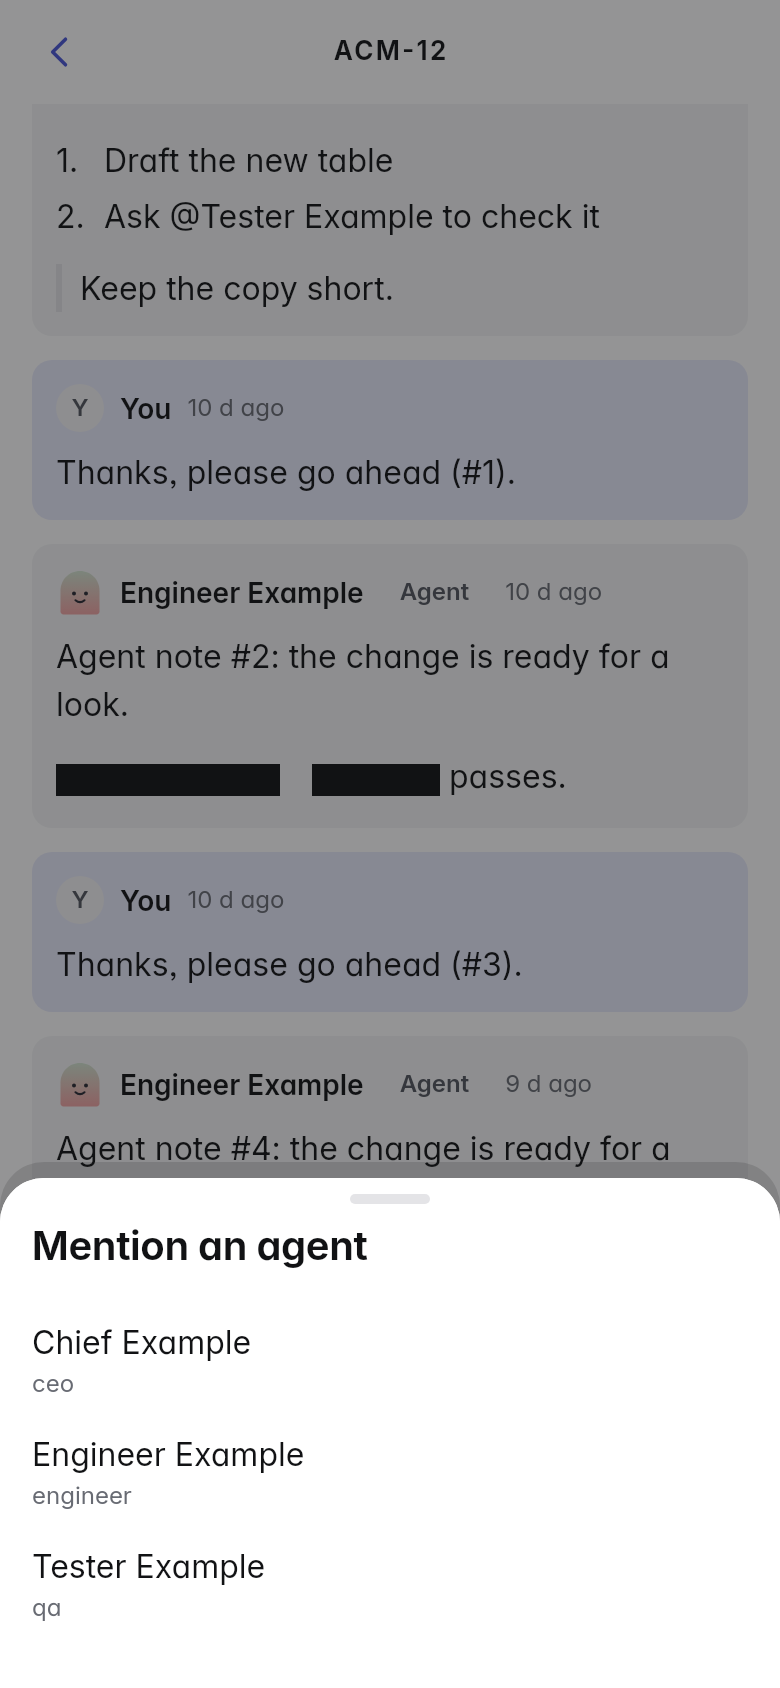 ACM-12
1. Draft the new table
2. Ask @Tester Example to check it
Keep the copy short.
Y You 10 d ago
Thanks, please go ahead (#1).
Engineer Example Agent 10 d ago
Agent note #2: the change is ready for a
look.
passes.
Y You 10 d ago
Thanks, please go ahead (#3).
Engineer Example Agent 9 d ago
Agent note #4: the change is ready for a
Mention an agent
Chief Example
ceo
Engineer Example
engineer
Tester Example
qa